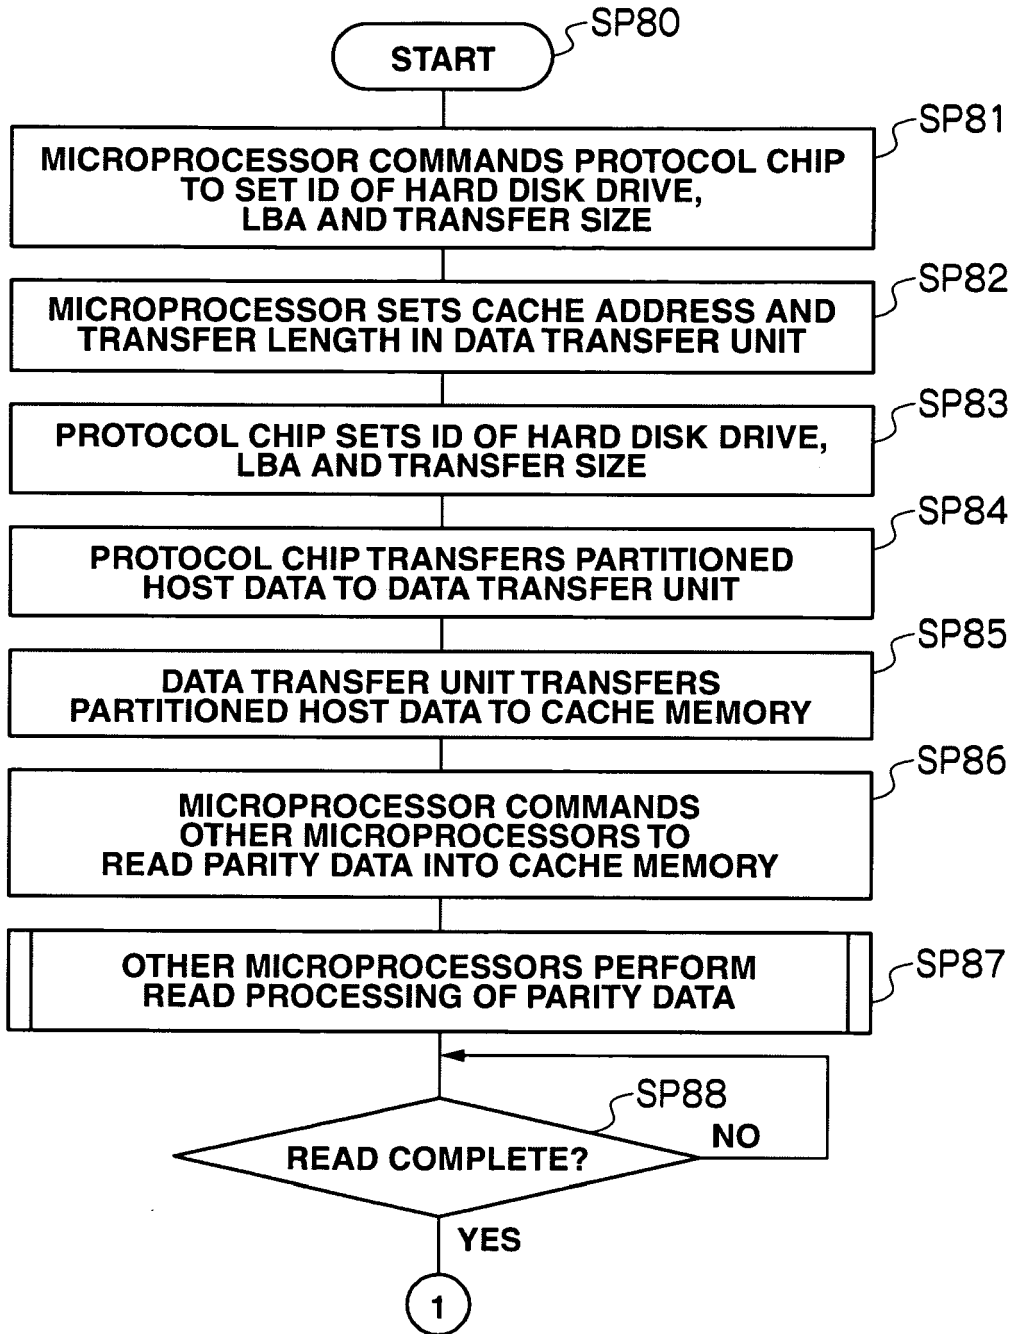 SP80
START
SP81
MICROPROCESSOR COMMANDS PROTOCOL CHIP
TO SET ID OF HARD DISK DRIVE,
LBA AND TRANSFER SIZE
SP82
MICROPROCESSOR SETS CACHE ADDRESS AND
TRANSFER LENGTH IN DATA TRANSFER UNIT
SP83
PROTOCOL CHIP SETS ID OF HARD DISK DRIVE,
LBA AND TRANSFER SIZE
SP84
PROTOCOL CHIP TRANSFERS PARTITIONED
HOST DATA TO DATA TRANSFER UNIT
SP85
DATA TRANSFER UNIT TRANSFERS
PARTITIONED HOST DATA TO CACHE MEMORY
SP86
MICROPROCESSOR COMMANDS
OTHER MICROPROCESSORS TO
READ PARITY DATA INTO CACHE MEMORY
SP87
OTHER MICROPROCESSORS PERFORM
READ PROCESSING OF PARITY DATA
SP88
READ COMPLETE?
NO
YES
1